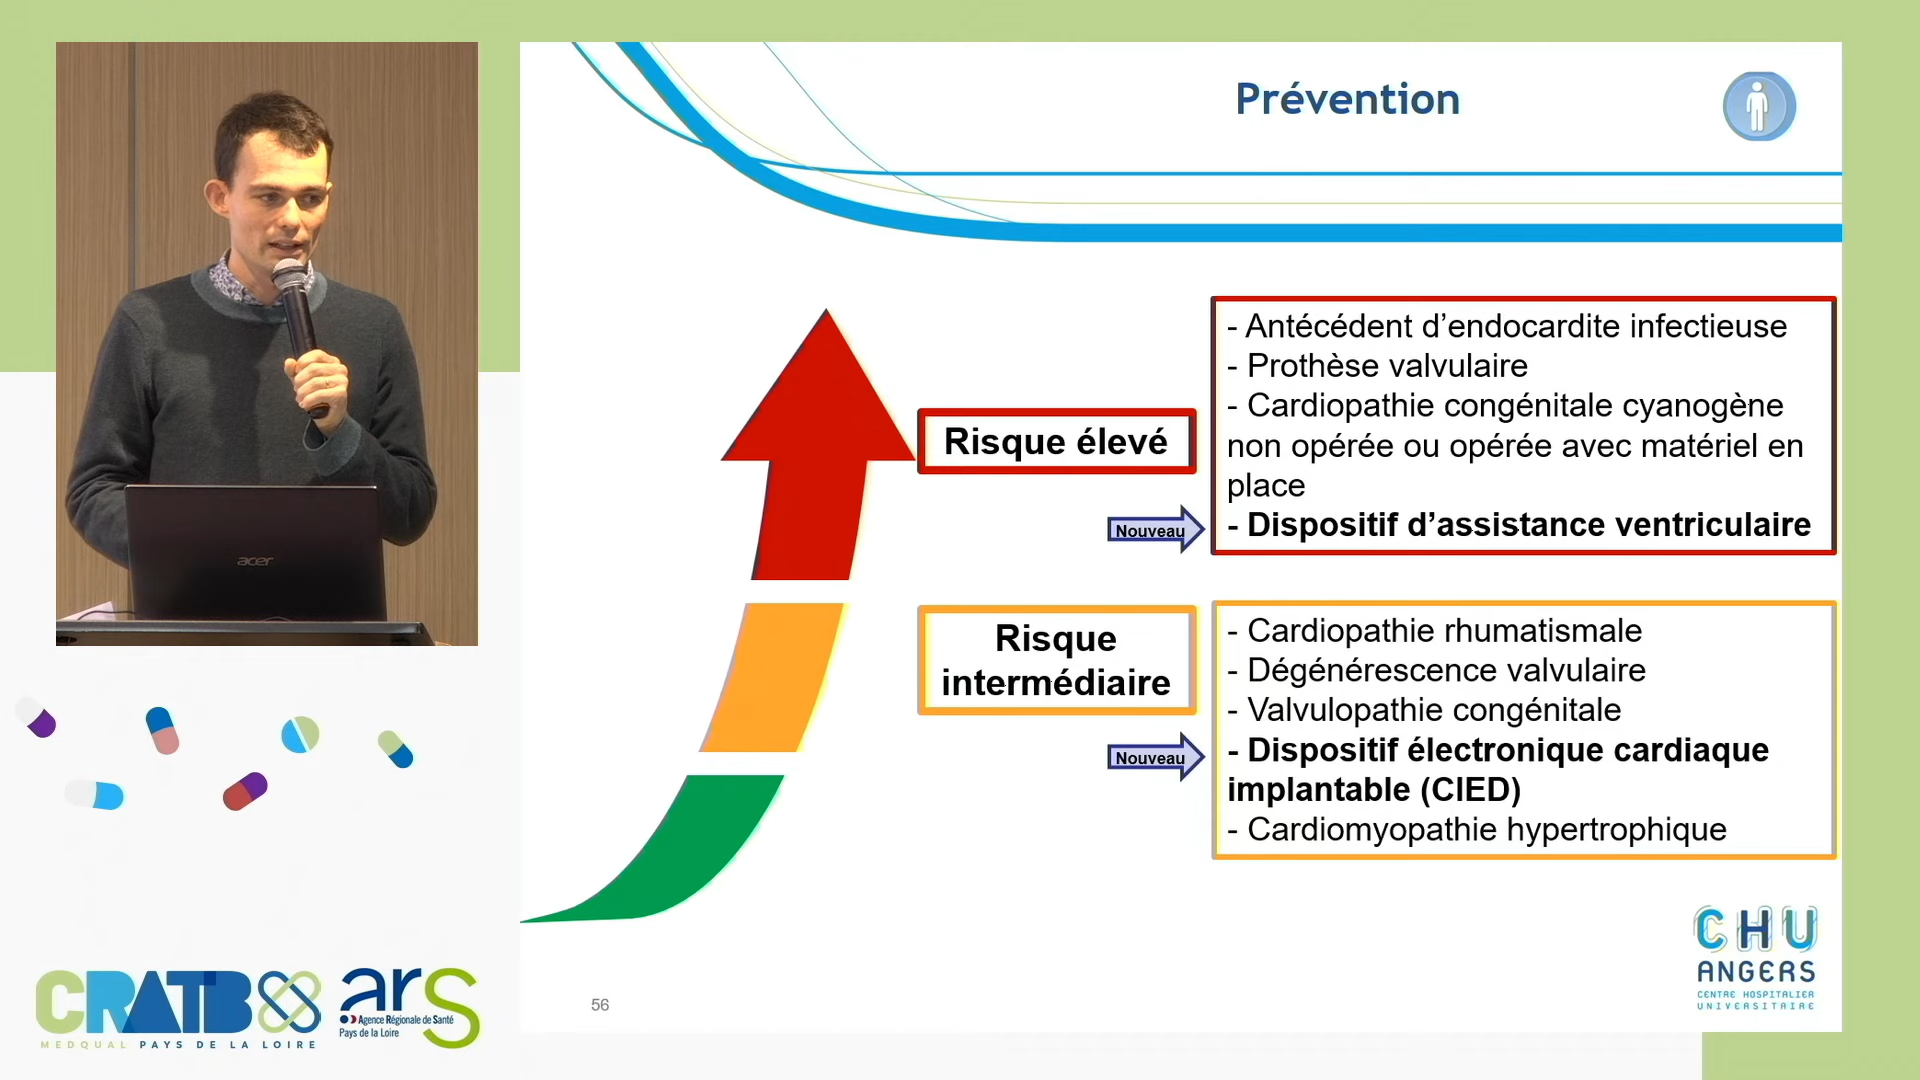 Prévention
- Antécédent d'endocardite infectieuse
- Prothèse valvulaire
- Cardiopathie congénitale cyanogène
non opérée ou opérée avec matériel en
place
- Dispositif d'assistance ventriculaire
Risque élevé
Nouveau
Risque
intermédiaire
- Cardiopathie rhumatismale
- Dégénérescence valvulaire
- Valvulopathie congénitale
- Dispositif électronique cardiaque
implantable (CIED)
- Cardiomyopathie hypertrophique
Nouveau
acer
CRATB
MEDQUAL PAYS DE LA LOIRE
ars
Agence Régionale de Santé
Pays de la Loire
56
CHU
ANGERS
CENTRE HOSPITALIER
UNIVERSITAIRE